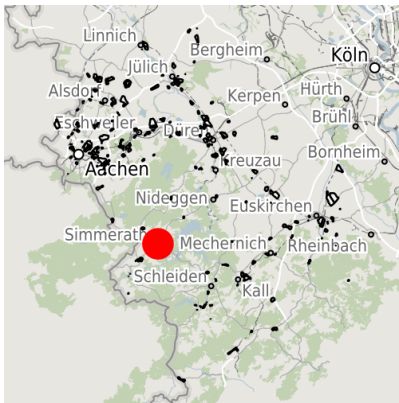 Linnich
Bergheim
Köln
Jülich
Alsdorf
Kerpen
Hürth
Eschweiler
Düren
Brühl
Kreuzau
Bornheim
Aachen
Nideggen
Euskirchen
Simmerath
Mechernich
Rheinbach
Schleiden
Kall